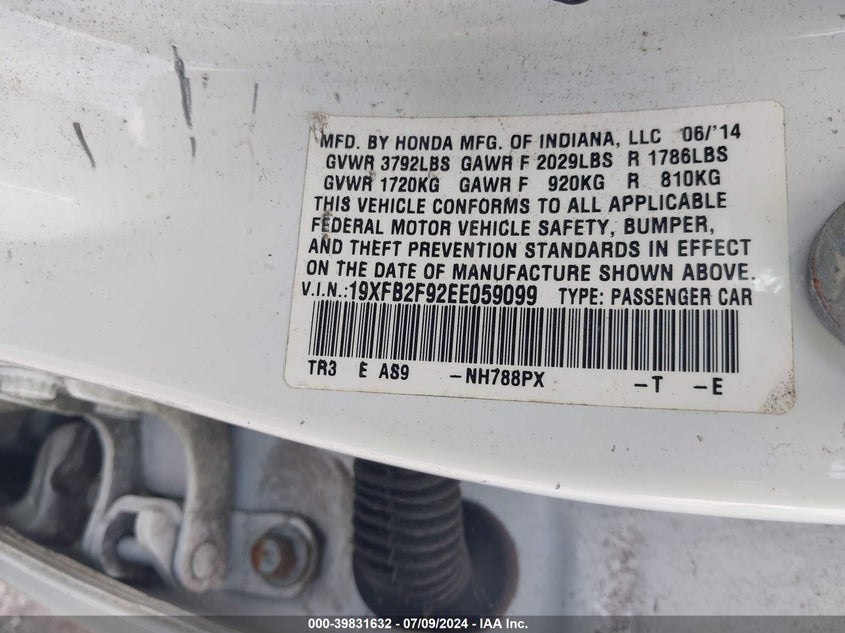 MFD. BY HONDA MFG. OF INDIANA, LLC 06/'14
GVWR 3792LBS GAWR F 2029LBS R 1786LBS
GVWR 1720KG GAWR F 920KG R 810KG
THIS VEHICLE CONFORMS TO ALL APPLICABLE
FEDERAL MOTOR VEHICLE SAFETY, BUMPER,
AND THEFT PREVENTION STANDARDS IN EFFECT
ON THE DATE OF MANUFACTURE SHOWN ABOVE.
V.I.N.:19XFB2F92EE059099 TYPE: PASSENGER CAR
TR3 E AS9 -NH788PX -T -E
000-39831632 - 07/09/2024 - IAA Inc.